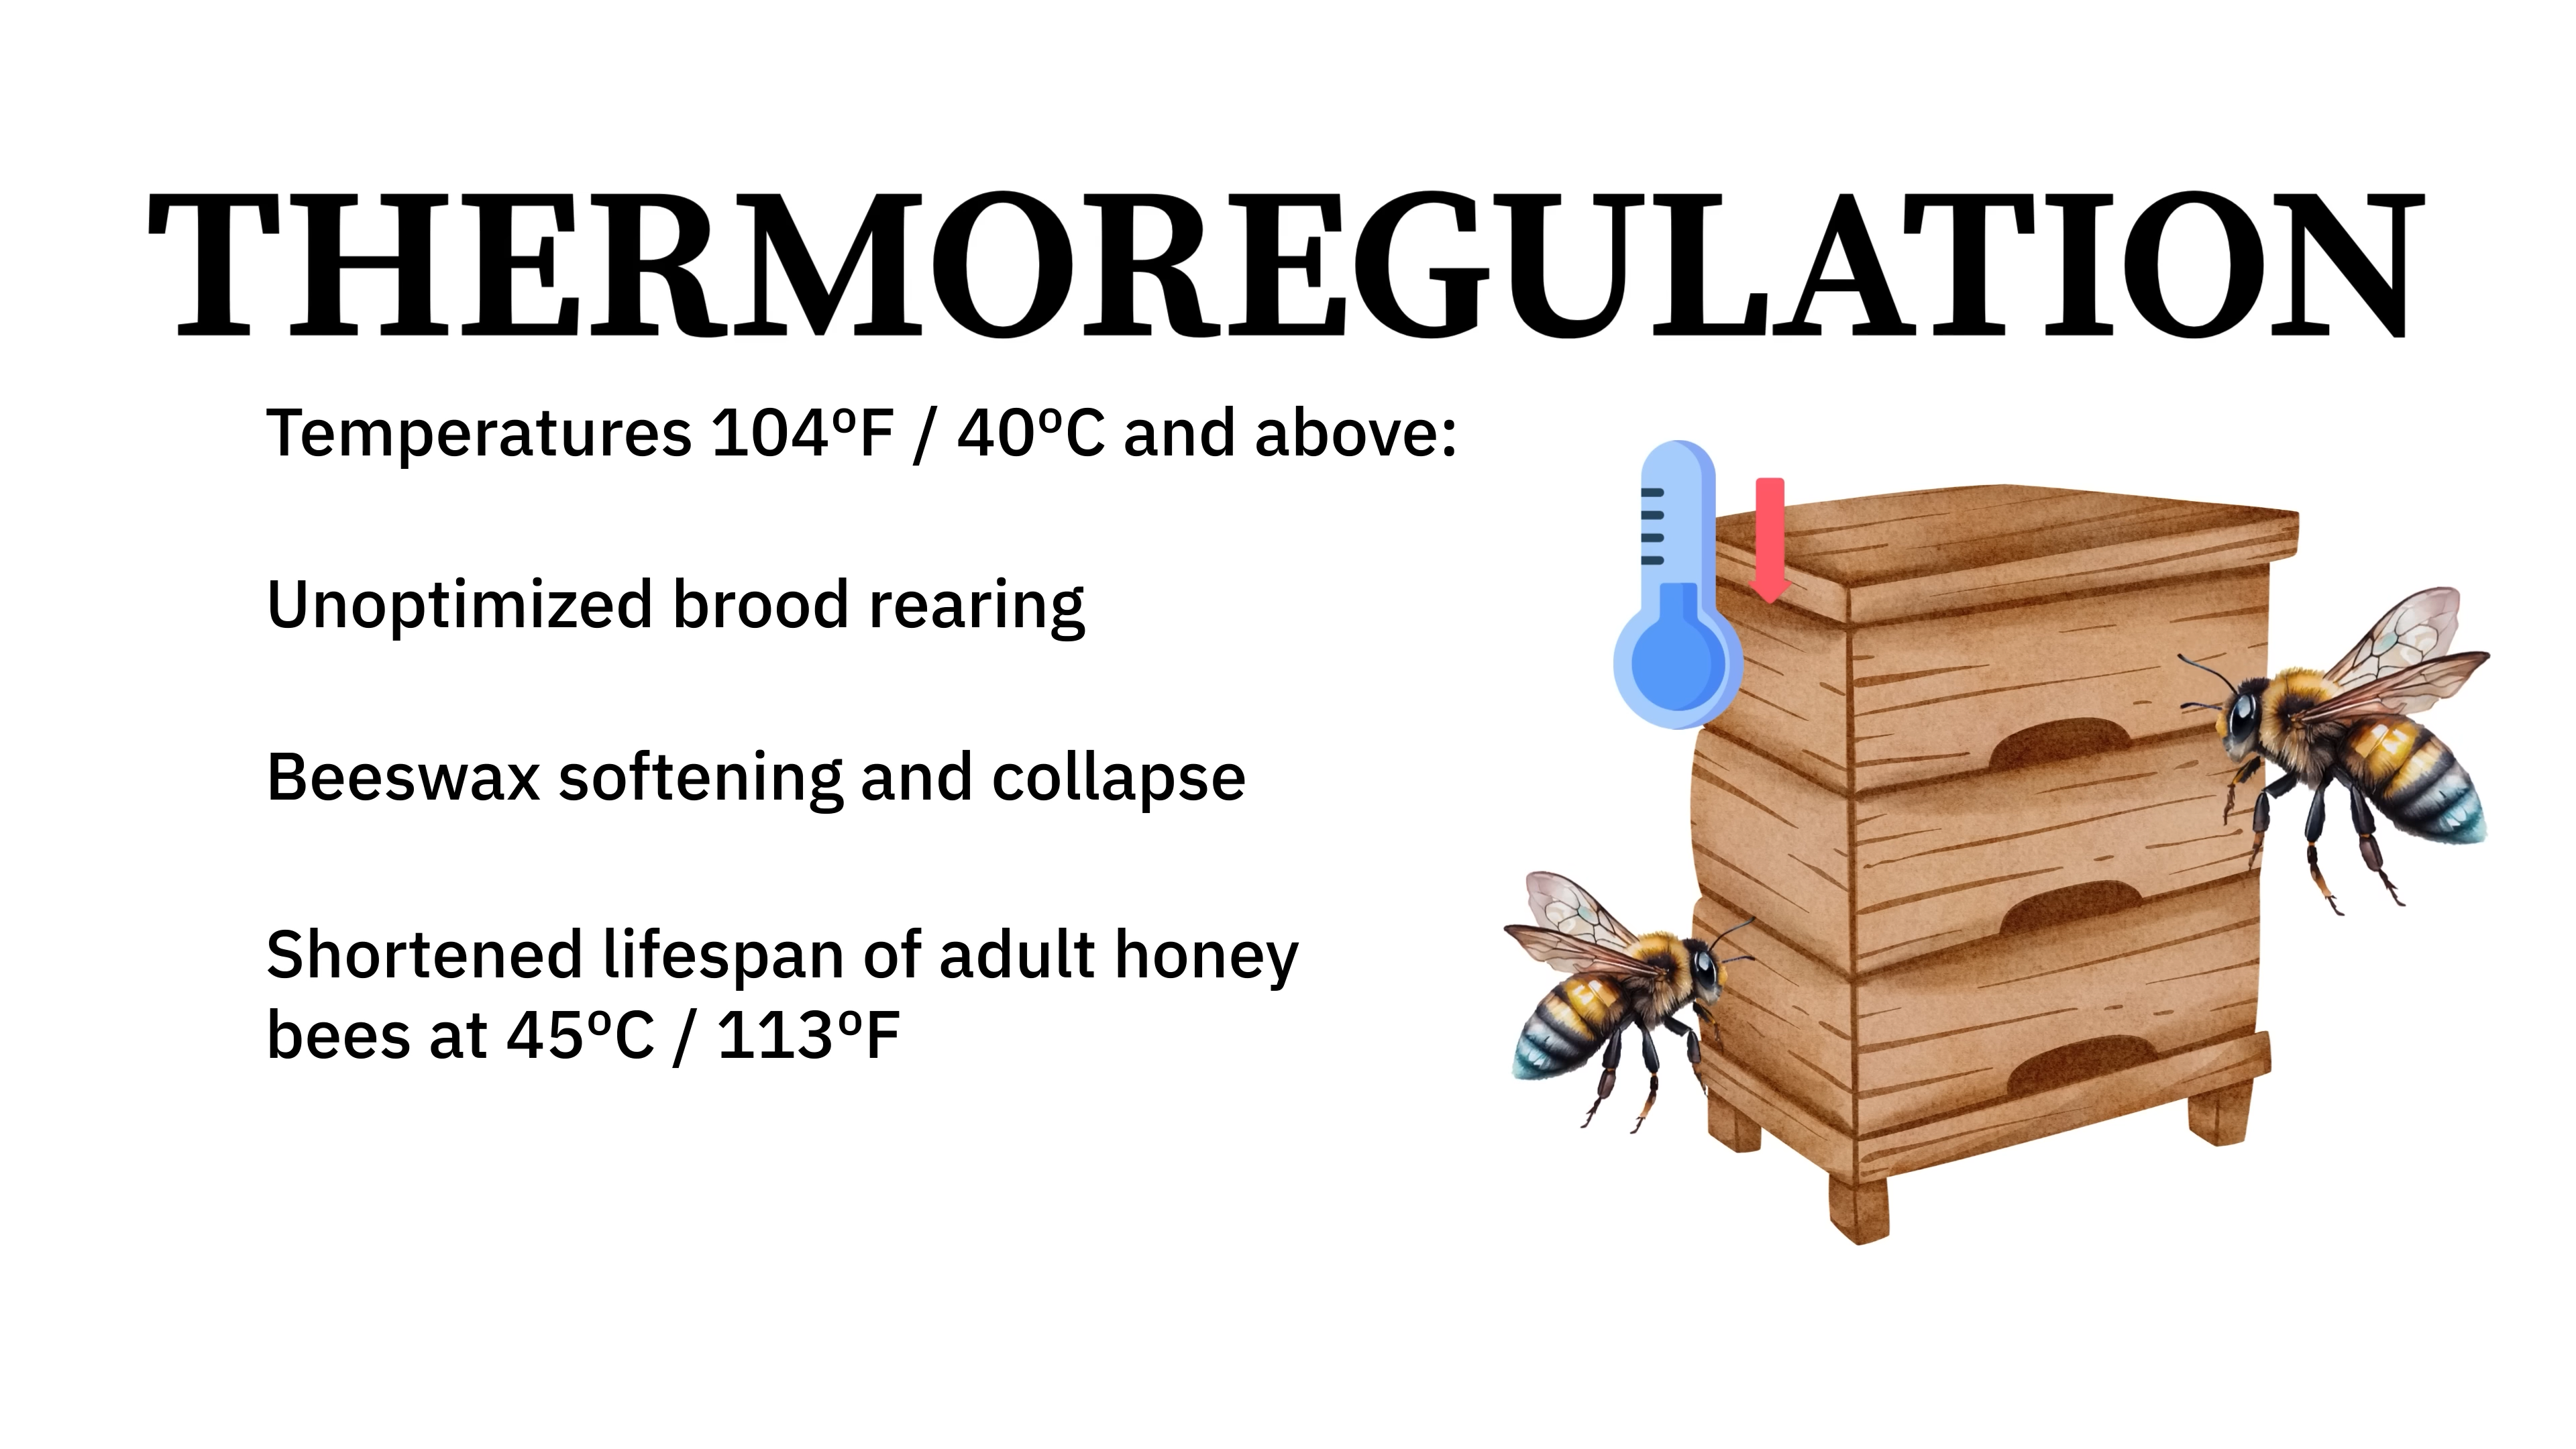 THERMOREGULATION
Temperatures 104ºF / 40ºC and above:
Unoptimized brood rearing
Beeswax softening and collapse
Shortened lifespan of adult honey
bees at 45ºC / 113ºF